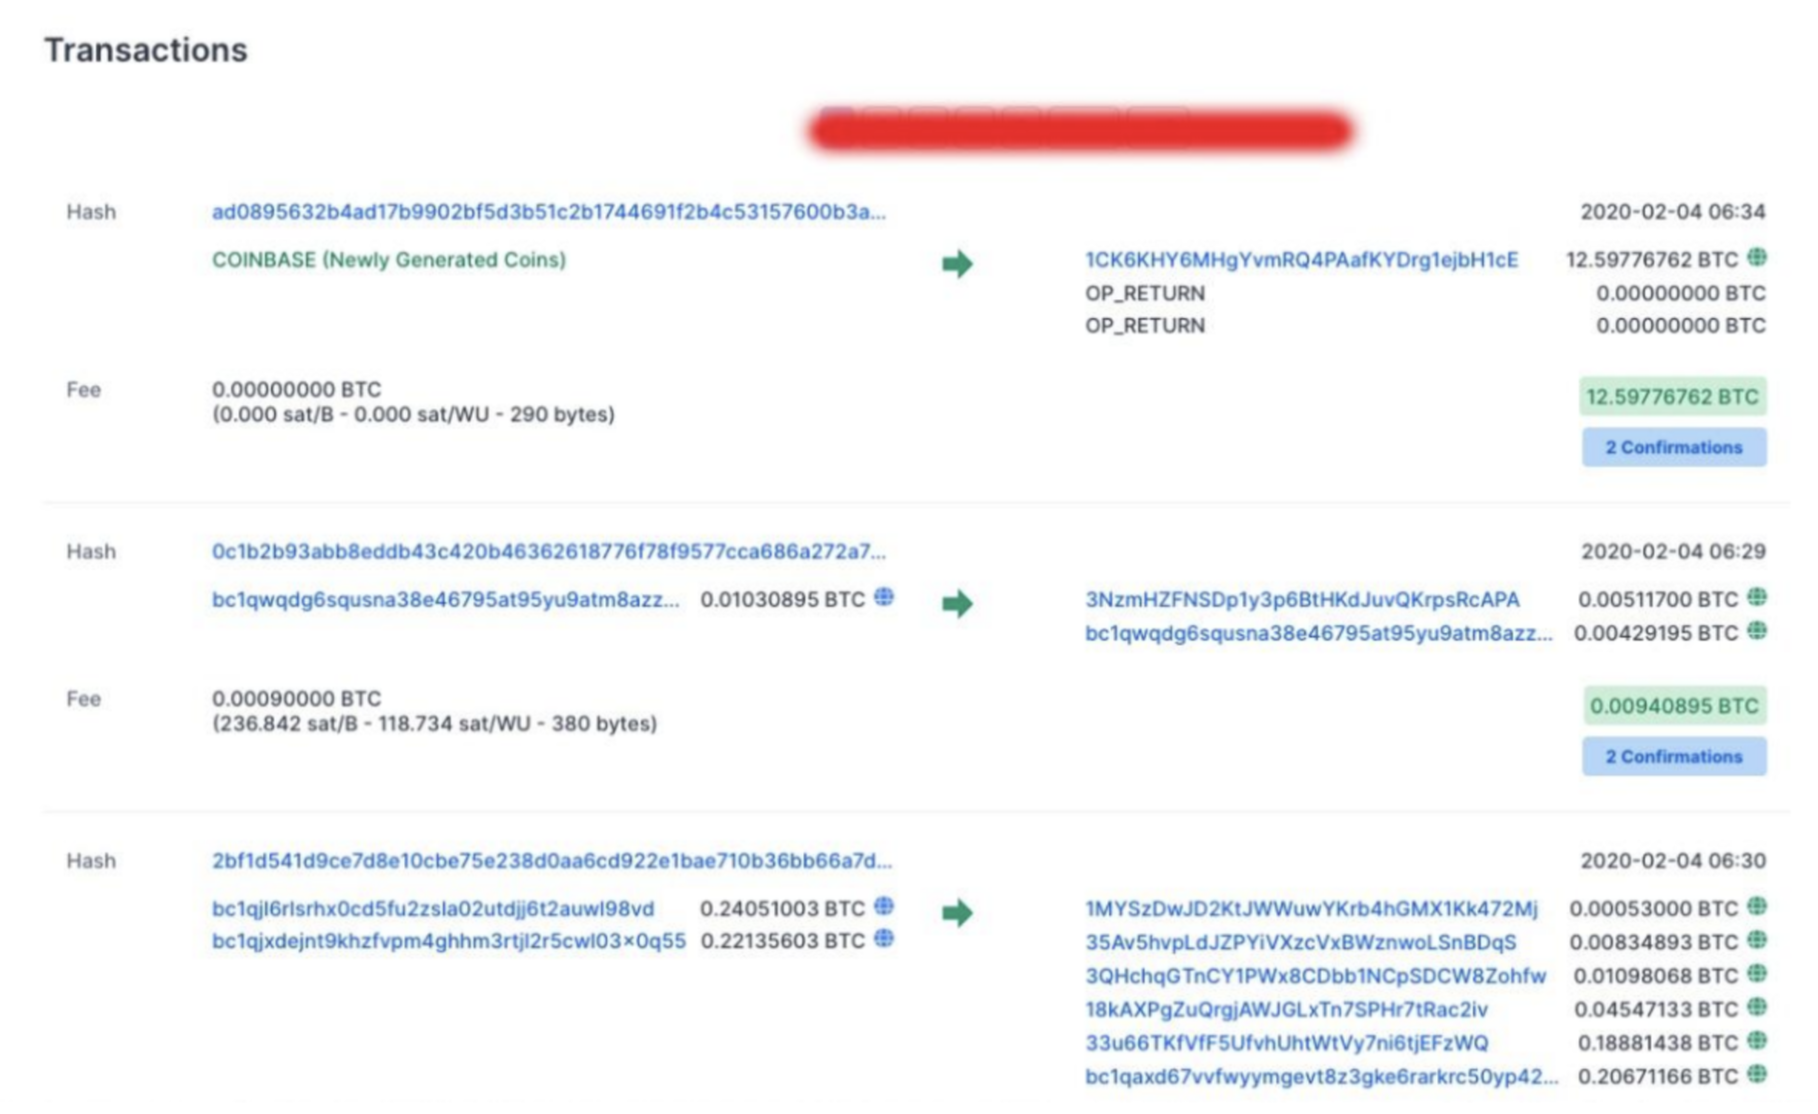 Transactions
Hash ad0895632b4ad17b9902bf5d3b51c2b1744691f2b4c53157600b3a... 2020-02-04 06:34
COINBASE (Newly Generated Coins) 1CK6KHY6MHgYvmRQ4PAafKYDrg1ejbH1cE 12.59776762 BTC
OP_RETURN 0.00000000 BTC
OP_RETURN 0.00000000 BTC
Fee 0.00000000 BTC 12.59776762 BTC
(0.000 sat/B - 0.000 sat/WU - 290 bytes)
2 Confirmations
Hash 0c1b2b93abb8eddb43c420b46362618776f78f9577cca686a272a7... 2020-02-04 06:29
bc1qwqdg6squsna38e46795at95yu9atm8azz... 0.01030895 BTC 3NzmHZFNSDp1y3p6BtHKdJuvQKrpsRcAPA 0.00511700 BTC
bc1qwqdg6squsna38e46795at95yu9atm8azz... 0.00429195 BTC
Fee 0.00090000 BTC 0.00940895 BTC
(236.842 sat/B - 118.734 sat/WU - 380 bytes)
2 Confirmations
Hash 2bf1d541d9ce7d8e10cbe75e238d0aa6cd922e1bae710b36bb66a7d... 2020-02-04 06:30
bc1qjl6rlsrhx0cd5fu2zsla02utdjj6t2auwl98vd 0.24051003 BTC 1MYSzDwJD2KtJWWuwYKrb4hGMX1Kk472Mj 0.00053000 BTC
bc1qjxdejnt9khzfvpm4ghhm3rtjl2r5cwl03×0q55 0.22135603 BTC 35Av5hvpLdJZPYiVXzcVxBWznwoLSnBDqS 0.00834893 BTC
3QHchqGTnCY1PWx8CDbb1NCpSDCW8Zohfw 0.01098068 BTC
18kAXPgZuQrgjAWJGLxTn7SPHr7tRac2iv 0.04547133 BTC
33u66TKfVfF5UfvhUhtWtVy7ni6tjEFzWQ 0.18881438 BTC
bc1qaxd67vvfwyymgevt8z3gke6rarkrc50yp42... 0.20671166 BTC